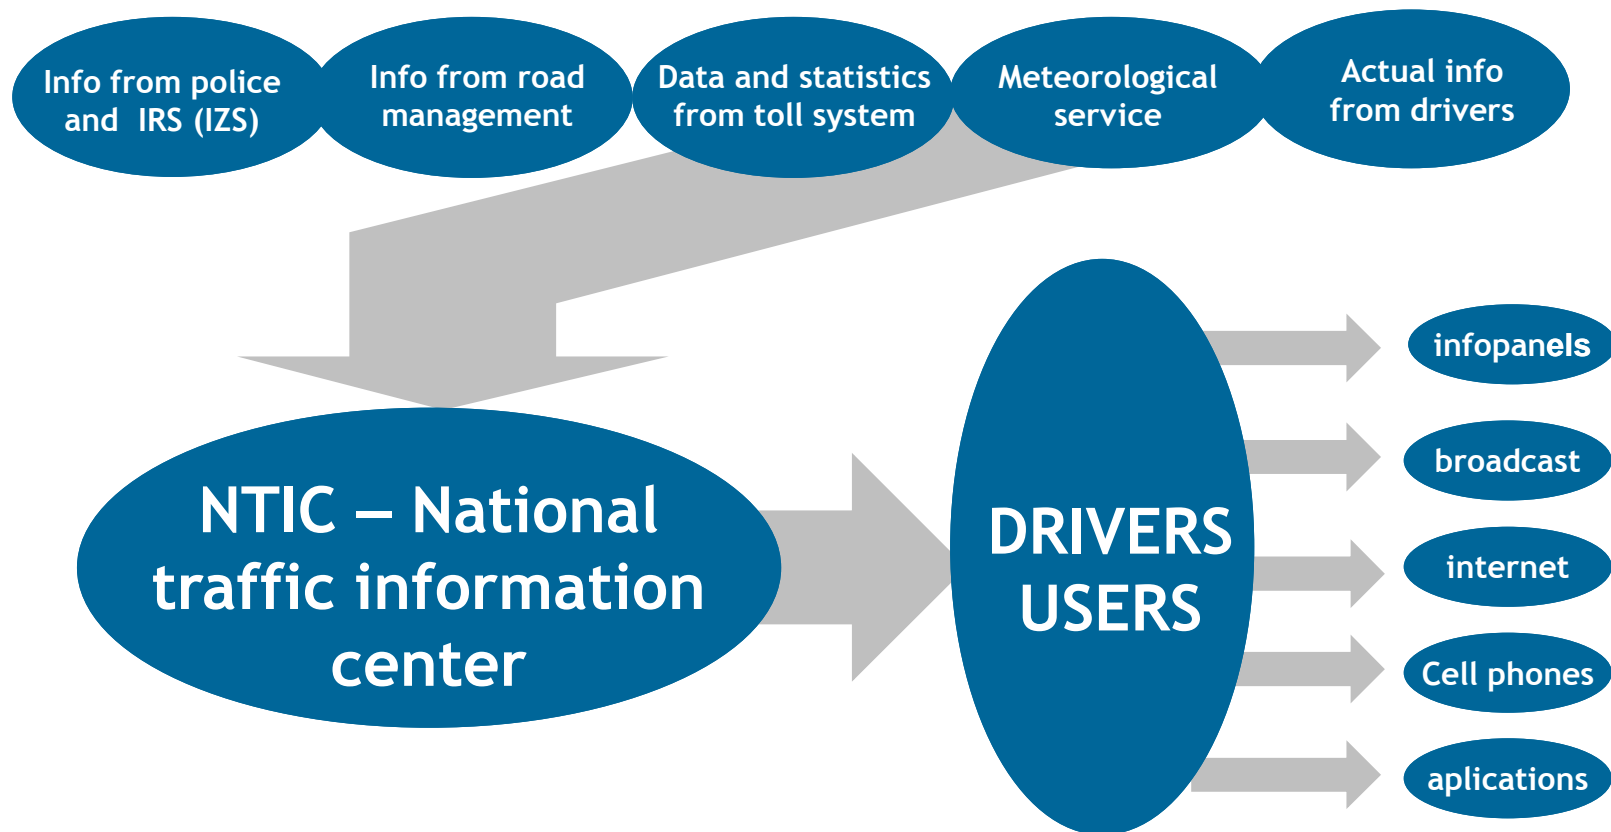 Info from police
and IRS (IZS)
Info from road
management
Data and statistics
from toll system
Meteorological
service
Actual info
from drivers
NTIC – National
traffic information
center
DRIVERS
USERS
infopanels
broadcast
internet
Cell phones
aplications